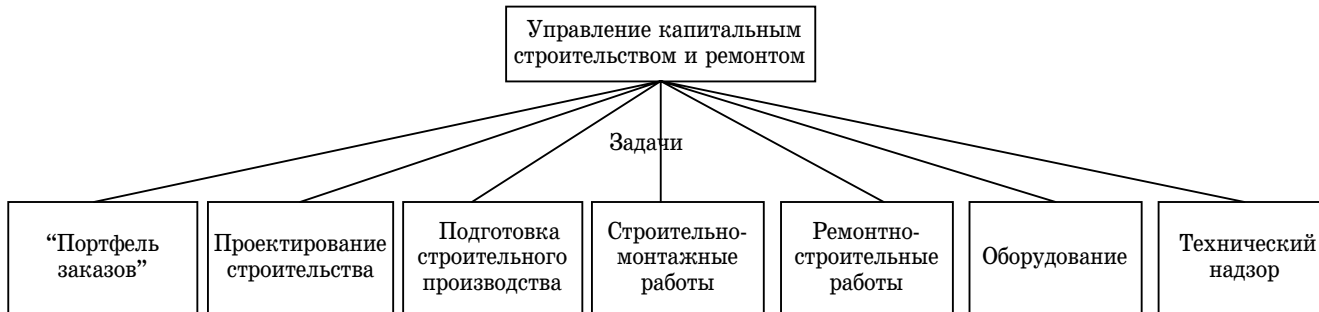 Управление капитальным
строительством и ремонтом
Задачи
“Портфель
заказов”
Проектирование
строительства
Подготовка
строительного
производства
Строительно-
монтажные
работы
Ремонтно-
строительные
работы
Оборудование
Технический
надзор